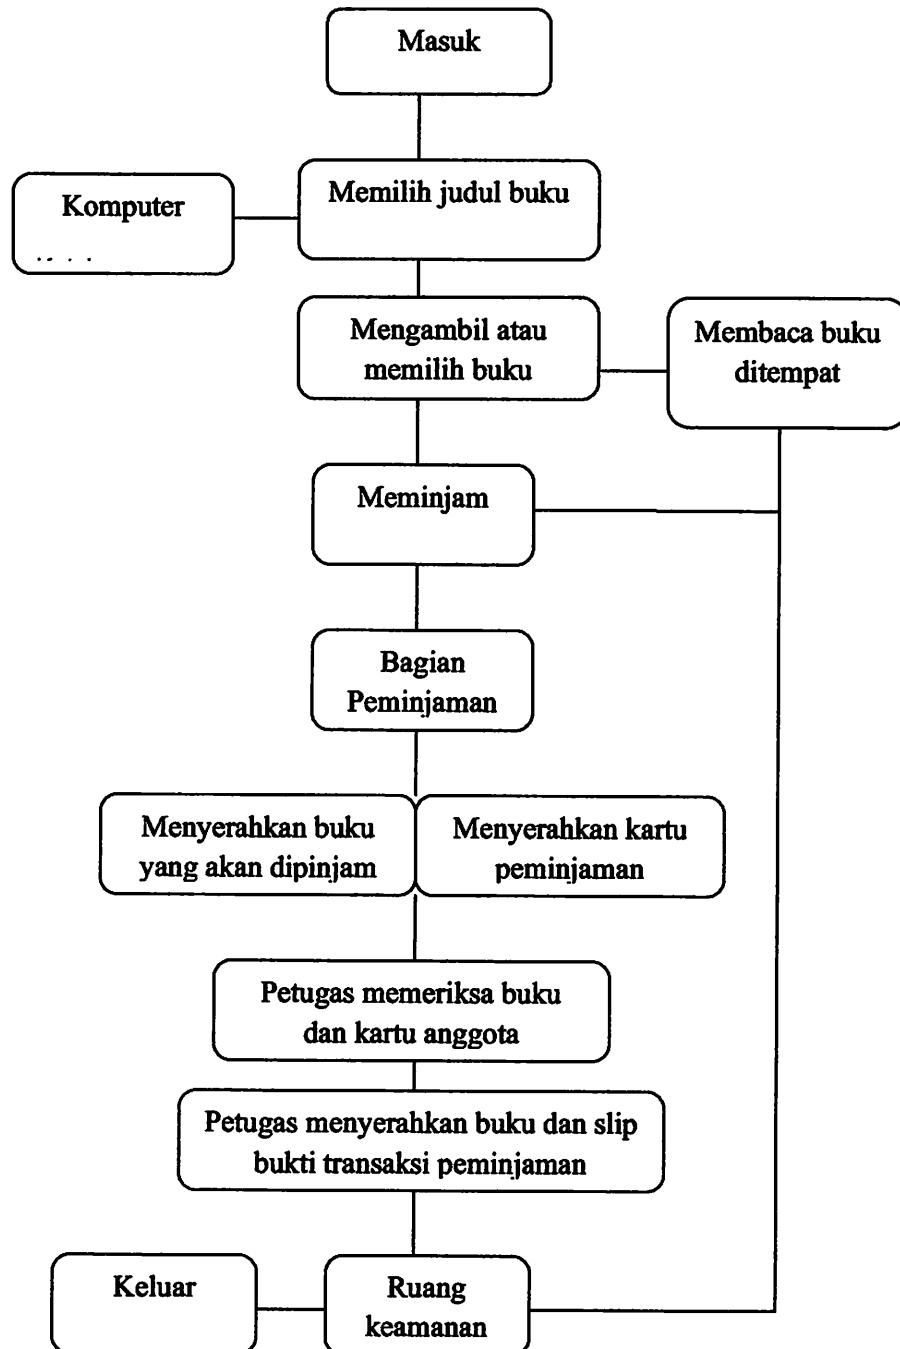 Masuk
Memilih judul buku
Komputer
Mengambil atau
memilih buku
Membaca buku
ditempat
Meminjam
Bagian
Peminjaman
Menyerahkan buku
yang akan dipinjam
Menyerahkan kartu
peminjaman
Petugas memeriksa buku
dan kartu anggota
Petugas menyerahkan buku dan slip
bukti transaksi peminjaman
Keluar
Ruang
keamanan